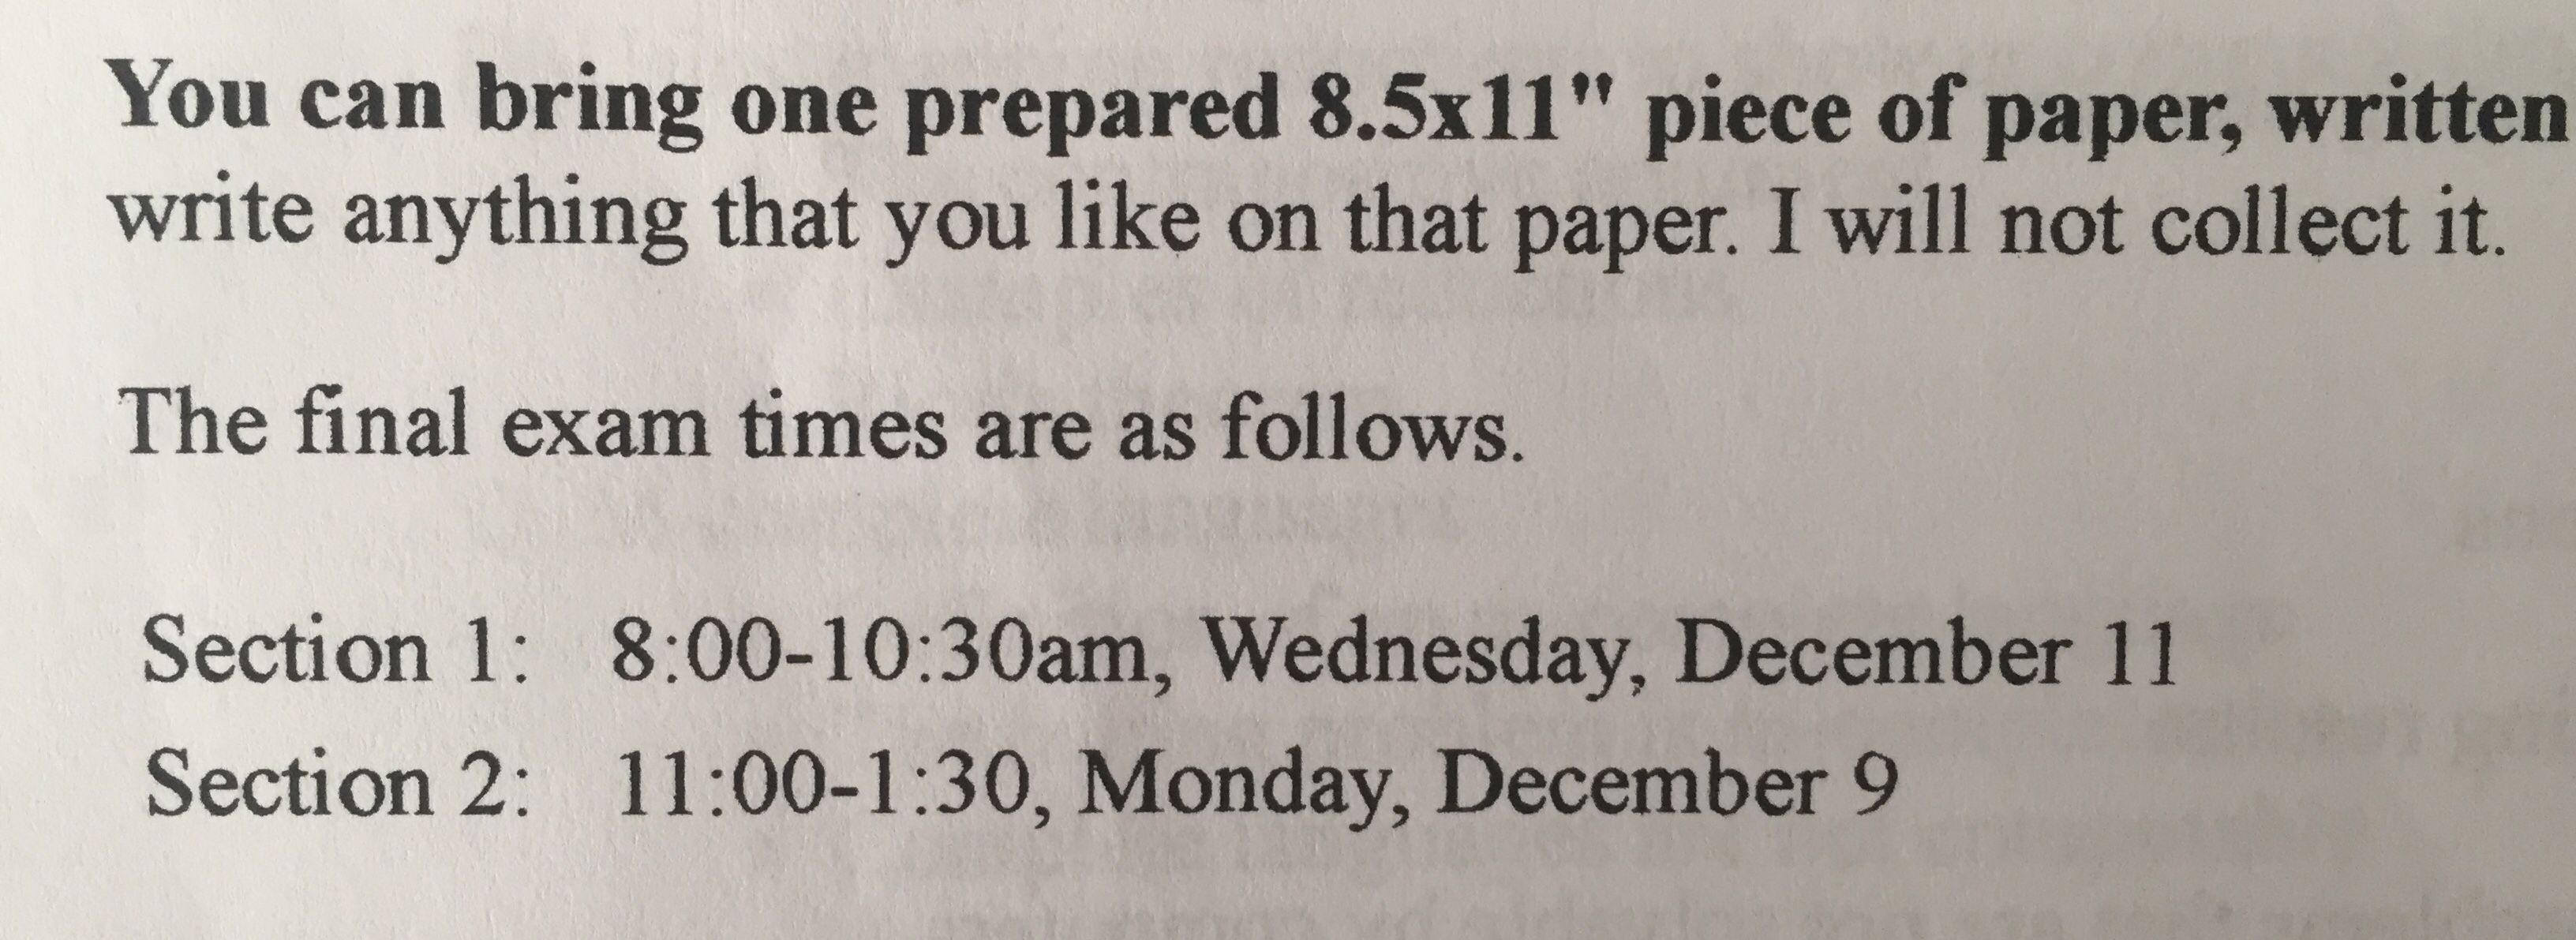 You can bring one prepared 8.5x11" piece of paper, written
write anything that you like on that paper. I will not collect it.
The final exam times are as follows.
Section 1: 8:00-10:30am, Wednesday, December 11
Section 2: 11:00-1:30, Monday, December 9